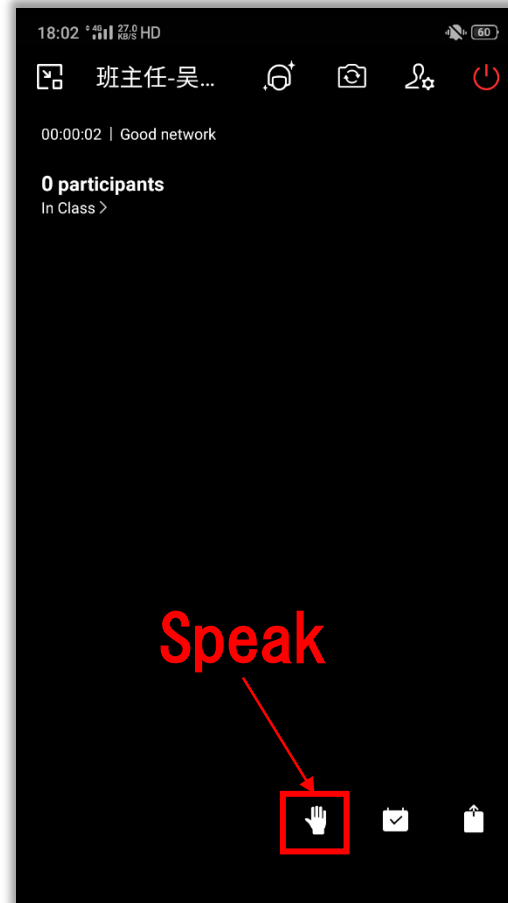 18:02 4G 27.0 KB/S HD 60
班主任-吴...
00:00:02 | Good network
0 participants
In Class >
Speak